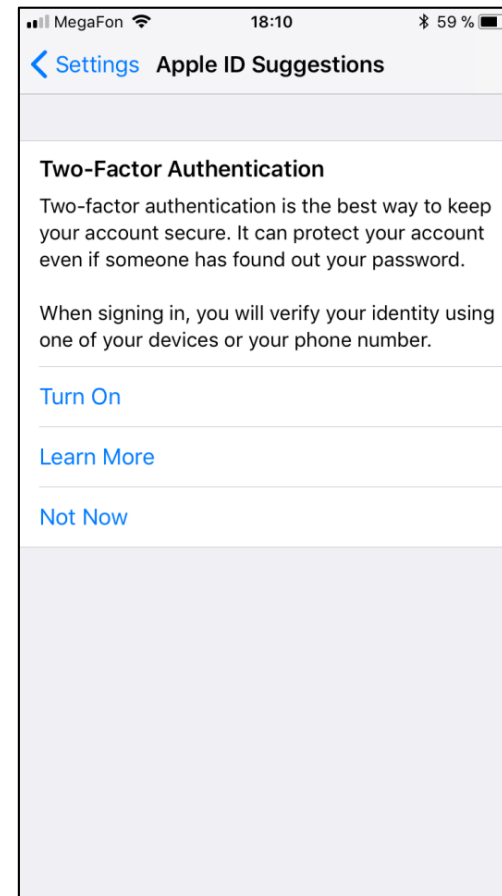 MegaFon 18:10 59 %
Settings Apple ID Suggestions
Two-Factor Authentication
Two-factor authentication is the best way to keep
your account secure. It can protect your account
even if someone has found out your password.
When signing in, you will verify your identity using
one of your devices or your phone number.
Turn On
Learn More
Not Now